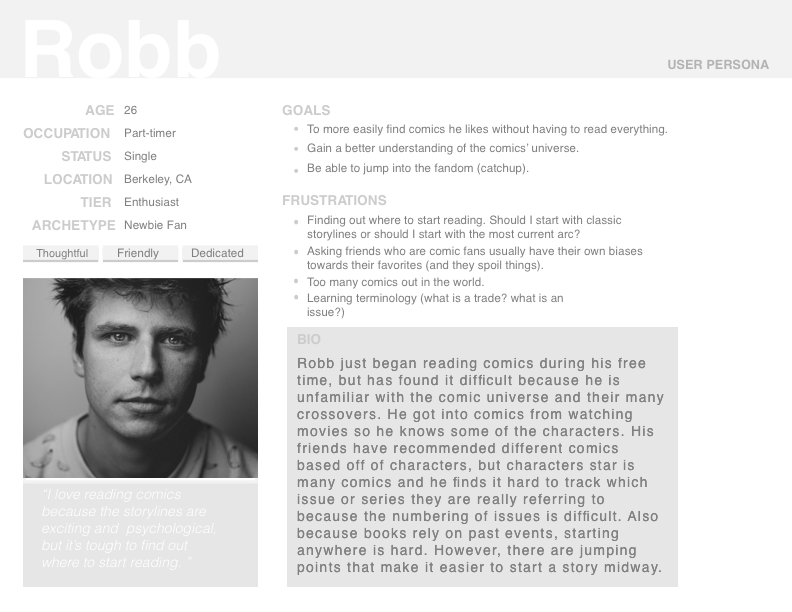 Robb
USER PERSONA
AGE 26
OCCUPATION Part-timer
STATUS Single
LOCATION Berkeley, CA
TIER Enthusiast
ARCHETYPE Newbie Fan
Thoughtful Friendly Dedicated
"I love reading comics
because the storylines are
exciting and psychological,
but it's tough to find out
where to start reading. "
GOALS
• To more easily find comics he likes without having to read everything.
• Gain a better understanding of the comics' universe.
• Be able to jump into the fandom (catchup).
FRUSTRATIONS
• Finding out where to start reading. Should I start with classic
storylines or should I start with the most current arc?
• Asking friends who are comic fans usually have their own biases
towards their favorites (and they spoil things).
• Too many comics out in the world.
• Learning terminology (what is a trade? what is an
issue?)
BIO
Robb just began reading comics during his free
time, but has found it difficult because he is
unfamiliar with the comic universe and their many
crossovers. He got into comics from watching
movies so he knows some of the characters. His
friends have recommended different comics
based off of characters, but characters star is
many comics and he finds it hard to track which
issue or series they are really referring to
because the numbering of issues is difficult. Also
because books rely on past events, starting
anywhere is hard. However, there are jumping
points that make it easier to start a story midway.